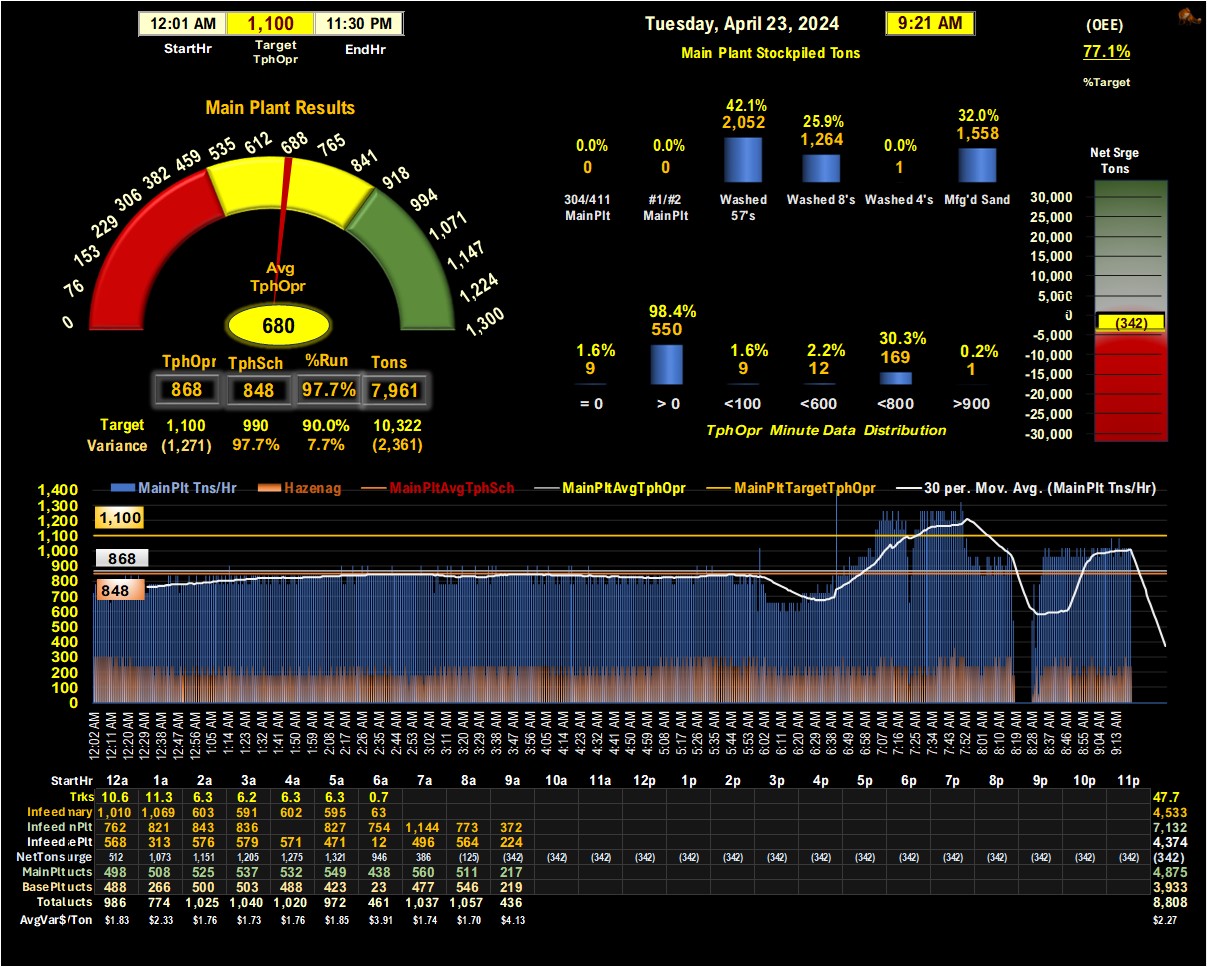 12:01 AM 1,100 11:30 PM
StartHr Target TphOpr EndHr
Tuesday, April 23, 2024 9:21 AM
Main Plant Stockpiled Tons
(OEE)
77.1%
%Target
Main Plant Results
0 76 153 229 306 382 459 535 612 688 765 841 918 994 1,071 1,147 1,224 1,300
Avg
TphOpr
680
TphOpr TphSch %Run Tons
868 848 97.7% 7,961
Target 1,100 990 90.0% 10,322
Variance (1,271) 97.7% 7.7% (2,361)
0.0% 0.0% 42.1% 25.9% 0.0% 32.0%
0 0 2,052 1,264 1 1,558
304/411 MainPlt #1/#2 MainPlt Washed 57's Washed 8's Washed 4's Mfg'd Sand
1.6% 98.4% 1.6% 2.2% 30.3% 0.2%
9 550 9 12 169 1
= 0 > 0 <100 <600 <800 >900
TphOpr Minute Data Distribution
Net Srge
Tons
30,000
25,000
20,000
15,000
10,000
5,000
0
(342)
-5,000
-10,000
-15,000
-20,000
-25,000
-30,000
MainPlt Tns/Hr Hazenag MainPltAvgTphSch MainPltAvgTphOpr MainPltTargetTphOpr 30 per. Mov. Avg. (MainPlt Tns/Hr)
1,400
1,300
1,200
1,100
1,000
900
800
700
600
500
400
300
200
100
0
1,100
868
848
12:02 AM 12:11 AM 12:20 AM 12:29 AM 12:38 AM 12:47 AM 12:56 AM 1:05 AM 1:14 AM 1:23 AM 1:32 AM 1:41 AM 1:50 AM 1:59 AM 2:08 AM 2:17 AM 2:26 AM 2:35 AM 2:44 AM 2:53 AM 3:02 AM 3:11 AM 3:20 AM 3:29 AM 3:38 AM 3:47 AM 3:56 AM 4:05 AM 4:14 AM 4:23 AM 4:32 AM 4:41 AM 4:50 AM 4:59 AM 5:08 AM 5:17 AM 5:26 AM 5:35 AM 5:44 AM 5:53 AM 6:02 AM 6:11 AM 6:20 AM 6:29 AM 6:38 AM 6:49 AM 6:58 AM 7:07 AM 7:16 AM 7:25 AM 7:34 AM 7:43 AM 7:52 AM 8:01 AM 8:10 AM 8:19 AM 8:28 AM 8:37 AM 8:46 AM 8:55 AM 9:04 AM 9:13 AM
StartHr 12a 1a 2a 3a 4a 5a 6a 7a 8a 9a 10a 11a 12p 1p 2p 3p 4p 5p 6p 7p 8p 9p 10p 11p
Trks 10.6 11.3 6.3 6.2 6.3 6.3 0.7 47.7
Infeed mary 1,010 1,069 603 591 602 595 63 4,533
Infeed nPlt 762 821 843 836 827 754 1,144 773 372 7,132
Infeed ePlt 568 313 576 579 571 471 12 496 564 224 4,374
NetTons urge 512 1,073 1,151 1,205 1,275 1,321 946 386 (125) (342) (342) (342) (342) (342) (342) (342) (342) (342) (342) (342) (342) (342) (342) (342) (342)
MainPlt ucts 498 508 525 537 532 549 438 560 511 217 4,875
BasePlt ucts 488 266 500 503 488 423 23 477 546 219 3,933
Total ucts 986 774 1,025 1,040 1,020 972 461 1,037 1,057 436 8,808
AvgVar$/Ton $1.83 $2.33 $1.76 $1.73 $1.76 $1.85 $3.91 $1.74 $1.70 $4.13 $2.27